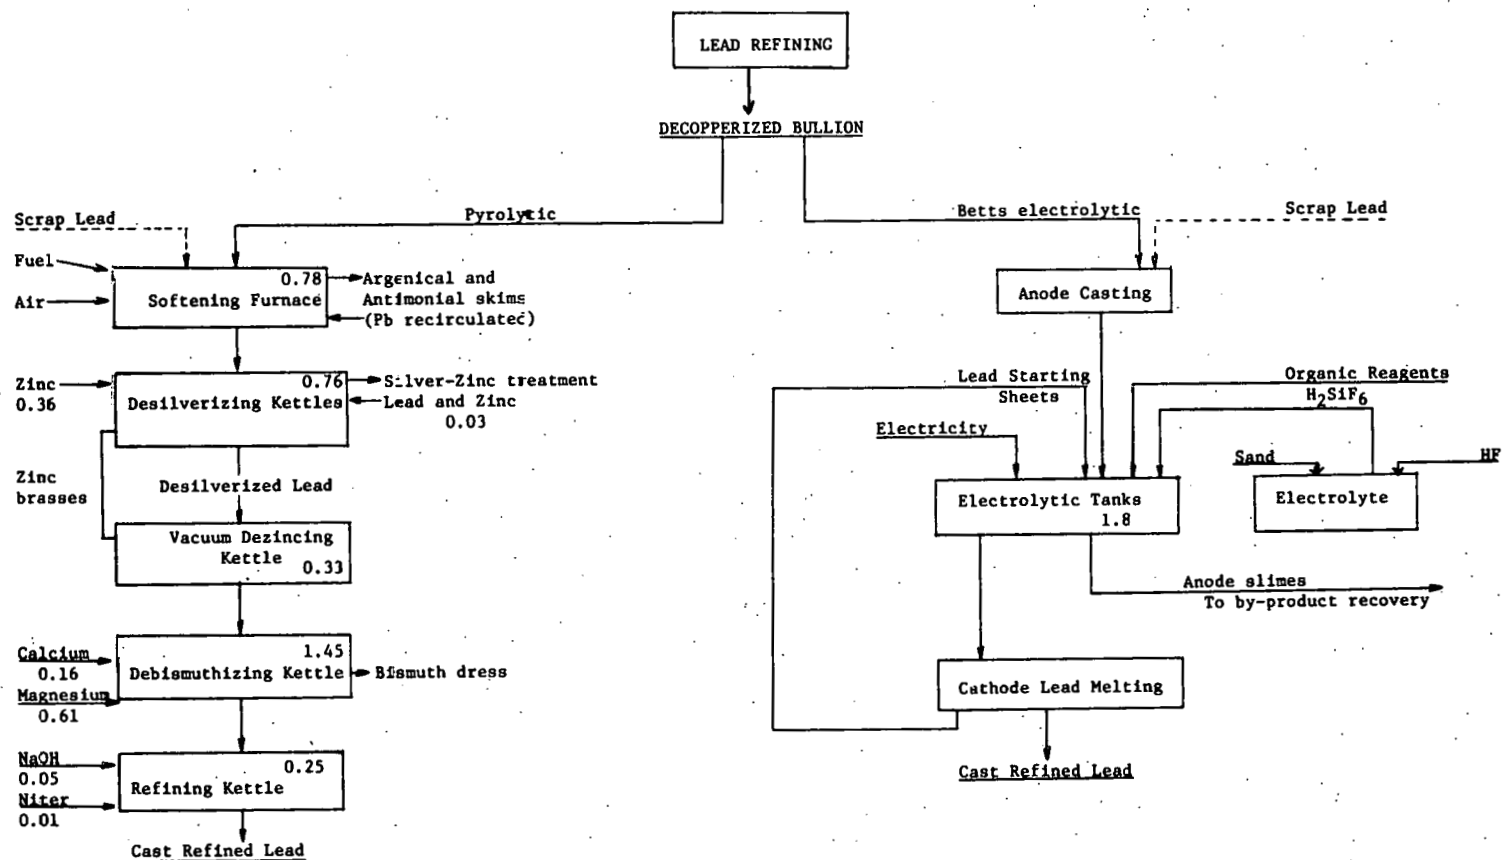 LEAD REFINING
DECOPPERIZED BULLION
Pyrolytic
Betts electrolytic
Scrap Lead
Scrap Lead
Fuel
Air
0.78
Softening Furnace
Argenical and
Antimonial skims
(Pb recirculated)
Anode Casting
Zinc
0.36
0.76
Desilverizing Kettles
Silver-Zinc treatment
Lead and Zinc
0.03
Lead Starting
Sheets
Organic Reagents
H2SiF6
Electricity
Sand
HF
Zinc
brasses
Desilverized Lead
Electrolytic Tanks
1.8
Electrolyte
Vacuum Dezincing
Kettle
0.33
Anode slimes
To by-product recovery
Calcium
0.16
Magnesium
0.61
1.45
Debismuthizing Kettle
Bismuth dress
Cathode Lead Melting
NaOH
0.05
Niter
0.01
0.25
Refining Kettle
Cast Refined Lead
Cast Refined Lead